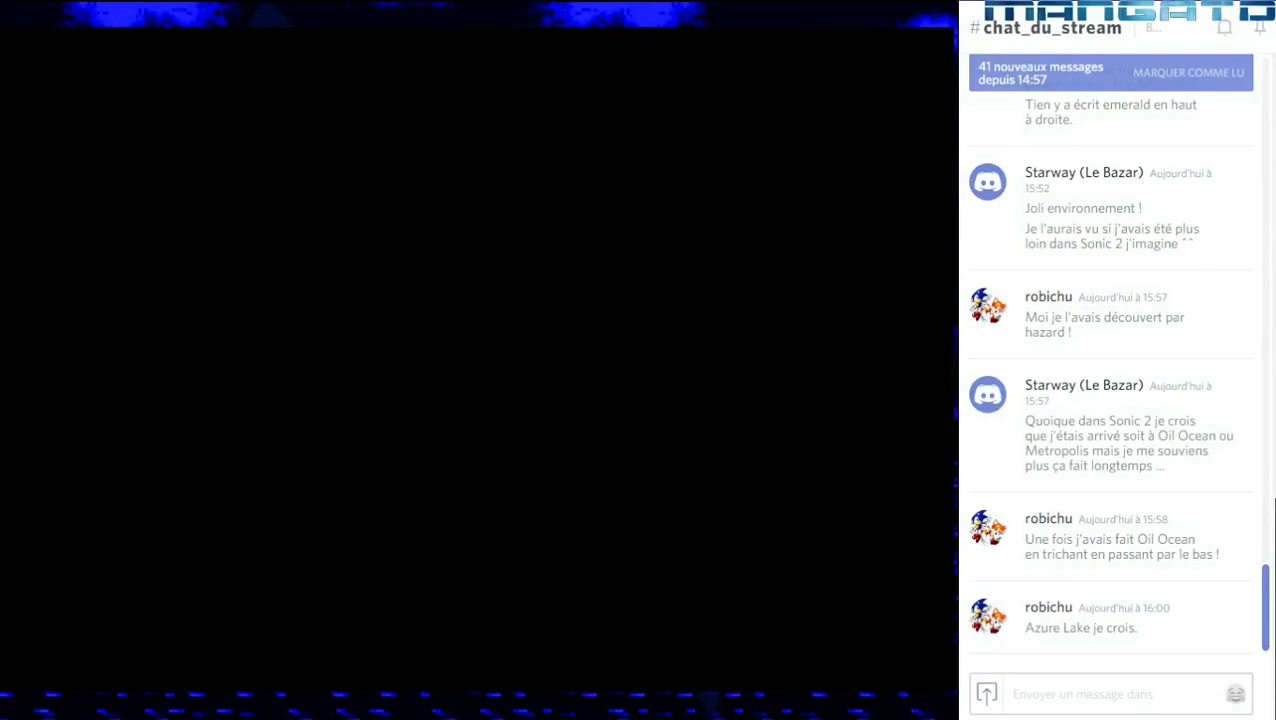 MANGATD
#chat_du_stream
8...
41 nouveaux messages
depuis 14:57
MARQUER COMME LU
Tien y a écrit emerald en haut
à droite.
Starway (Le Bazar) Aujourd'hui à
15:52
Joli environnement !
Je l'aurais vu si j'avais été plus
loin dans Sonic 2 j'imagine ^^
robichu Aujourd'hui à 15:57
Moi je l'avais découvert par
hazard !
Starway (Le Bazar) Aujourd'hui à
15:57
Quoique dans Sonic 2 je crois
que j'étais arrivé soit à Oil Ocean ou
Metropolis mais je me souviens
plus ça fait longtemps ...
robichu Aujourd'hui à 15:58
Une fois j'avais fait Oil Ocean
en trichant en passant par le bas !
robichu Aujourd'hui à 16:00
Azure Lake je crois.
Envoyer un message dans